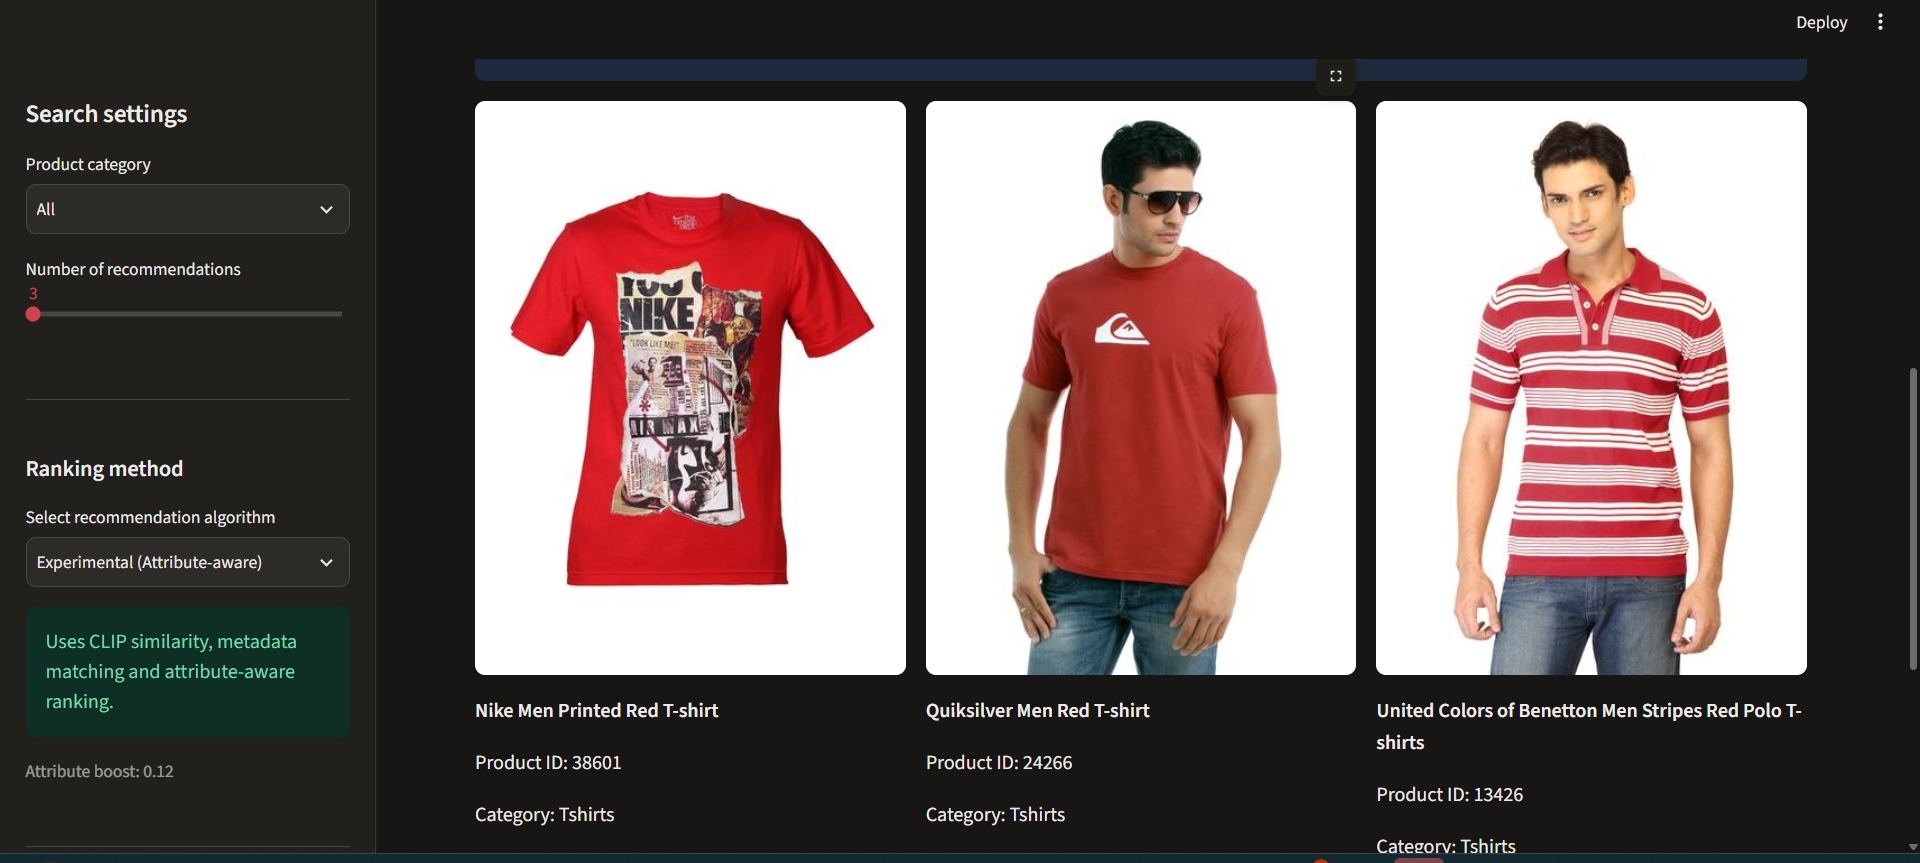 Deploy
Search settings
Product category
All
Number of recommendations
3
Ranking method
Select recommendation algorithm
Experimental (Attribute-aware)
Uses CLIP similarity, metadata
matching and attribute-aware
ranking.
Attribute boost: 0.12
NIKE
"LOOK LIKE ME!"
Nike Men Printed Red T-shirt
Product ID: 38601
Category: Tshirts
Quiksilver Men Red T-shirt
Product ID: 24266
Category: Tshirts
United Colors of Benetton Men Stripes Red Polo T-
shirts
Product ID: 13426
Category: Tshirts